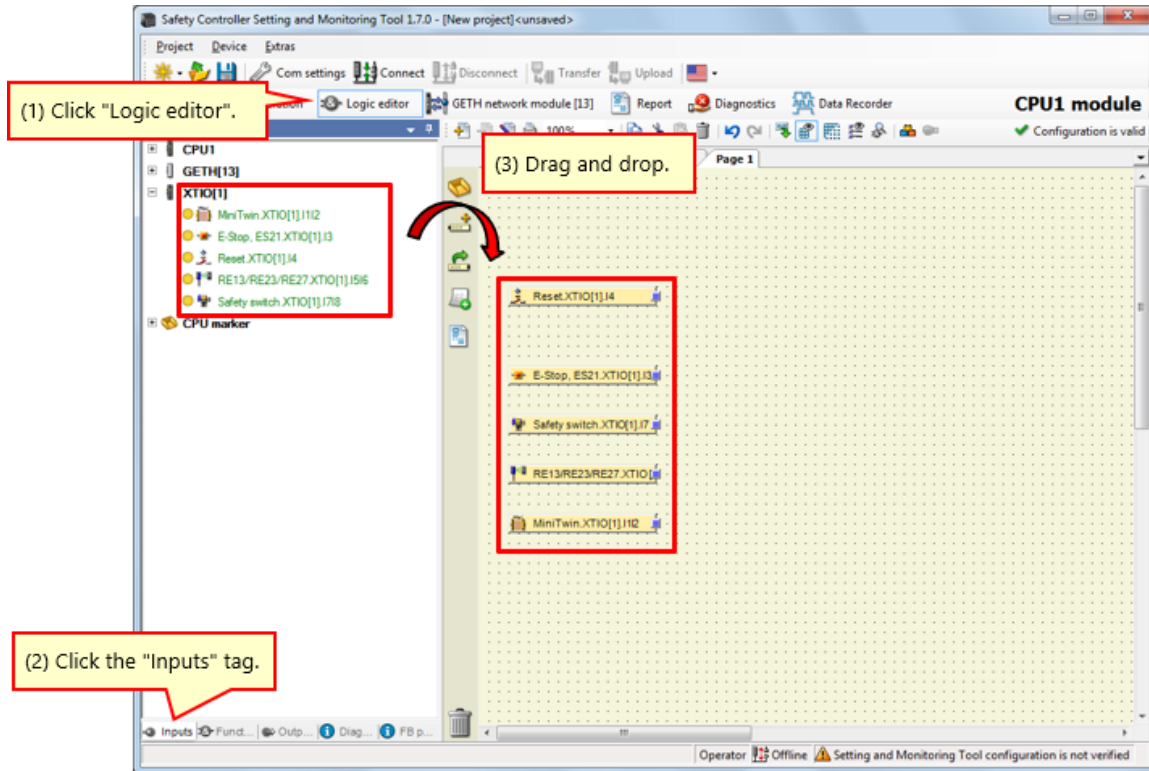 Safety Controller Setting and Monitoring Tool 1.7.0 - [New project]<unsaved>
Project Device Extras
Com settings Connect Disconnect Transfer Upload
Logic editor GETH network module [13] Report Diagnostics Data Recorder CPU1 module
(1) Click "Logic editor".
100% Configuration is valid
(3) Drag and drop.
Page 1
CPU1
GETH[13]
XTIO[1]
MiniTwin.XTIO[1].I1I2
E-Stop, ES21.XTIO[1].I3
Reset.XTIO[1].I4
RE13/RE23/RE27.XTIO[1].I5I6
Safety switch.XTIO[1].I7I8
CPU marker
Reset.XTIO[1].I4
E-Stop, ES21.XTIO[1].I3
Safety switch.XTIO[1].I7
RE13/RE23/RE27.XTIO[
MiniTwin.XTIO[1].I1I2
(2) Click the "Inputs" tag.
Inputs Funct... Outp... Diag... FB p...
Operator Offline Setting and Monitoring Tool configuration is not verified